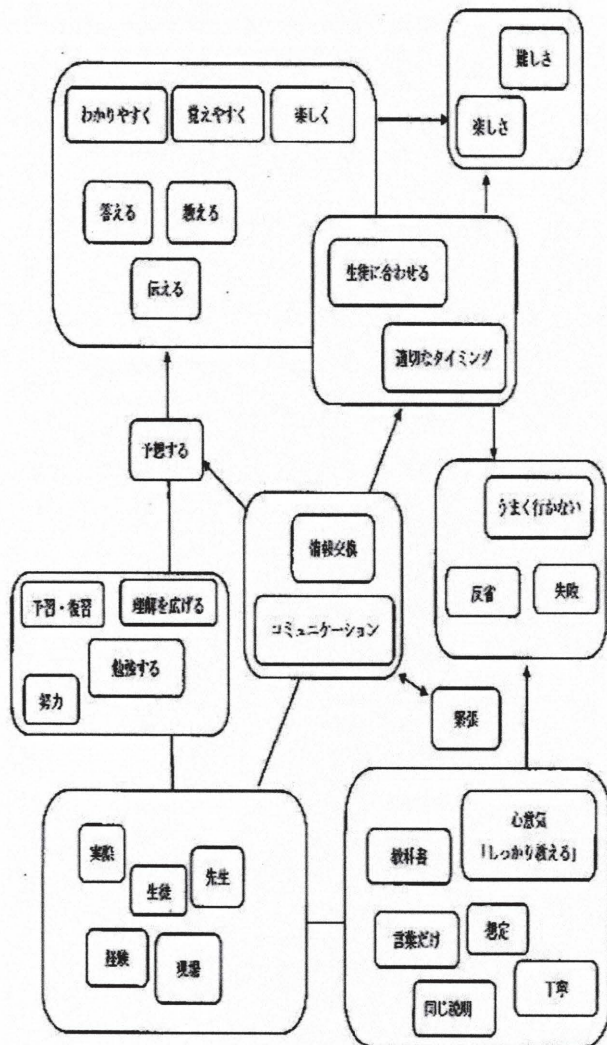 難しさ
楽しさ
わかりやすく
覚えやすく
楽しく
答える
教える
伝える
生徒に合わせる
適切なタイミング
予想する
情報交換
コミュニケーション
うまく行かない
反省
失敗
予習・復習
理解を広げる
勉強する
努力
緊張
実際
生徒
先生
経験
現場
心意気
「しっかり教える」
教科書
言葉だけ
想定
丁寧
同じ説明